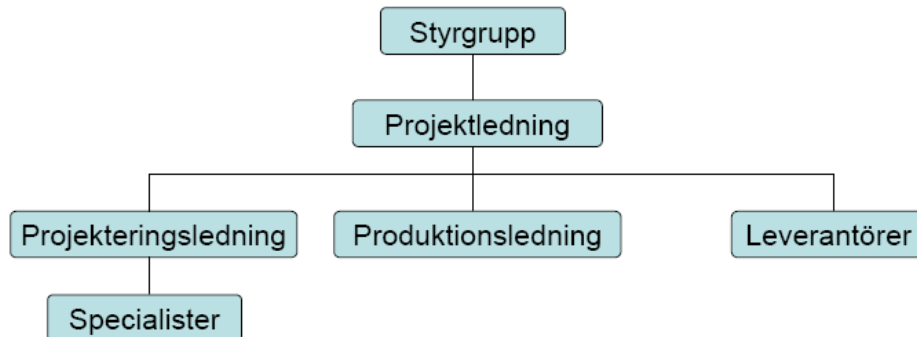 Styrgrupp
Projektledning
Projekteringsledning
Produktionsledning
Leverantörer
Specialister